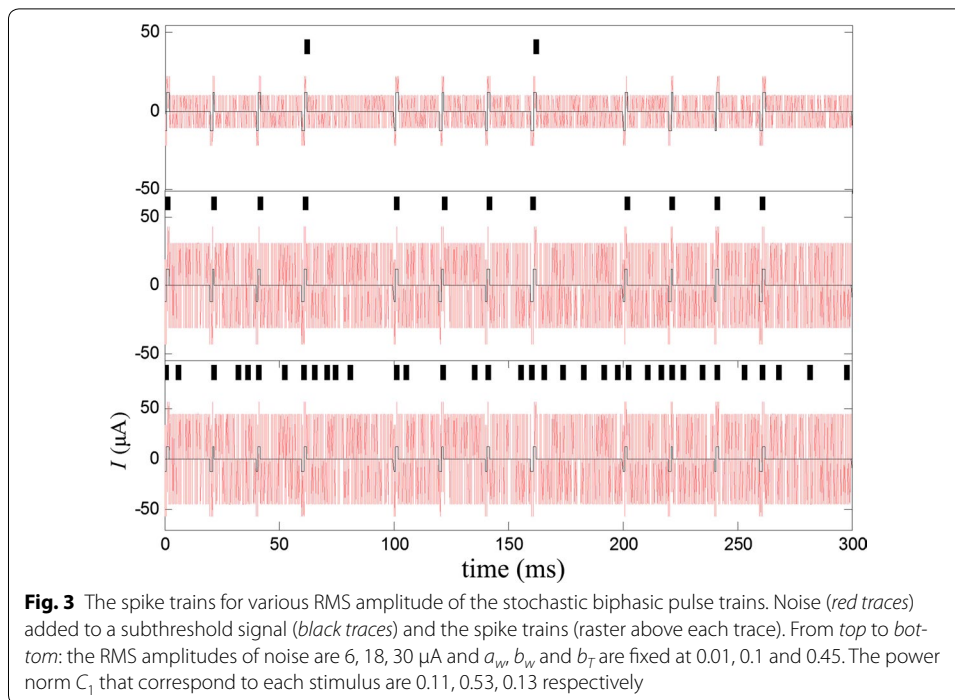 50
0
-50
50
0
-50
50
0
-50
I (µA)
0 50 100 150 200 250 300
time (ms)
Fig. 3 The spike trains for various RMS amplitude of the stochastic biphasic pulse trains. Noise (red traces)
added to a subthreshold signal (black traces) and the spike trains (raster above each trace). From top to bot-
tom: the RMS amplitudes of noise are 6, 18, 30 µA and a_w, b_w and b_T are fixed at 0.01, 0.1 and 0.45. The power
norm C_1 that correspond to each stimulus are 0.11, 0.53, 0.13 respectively